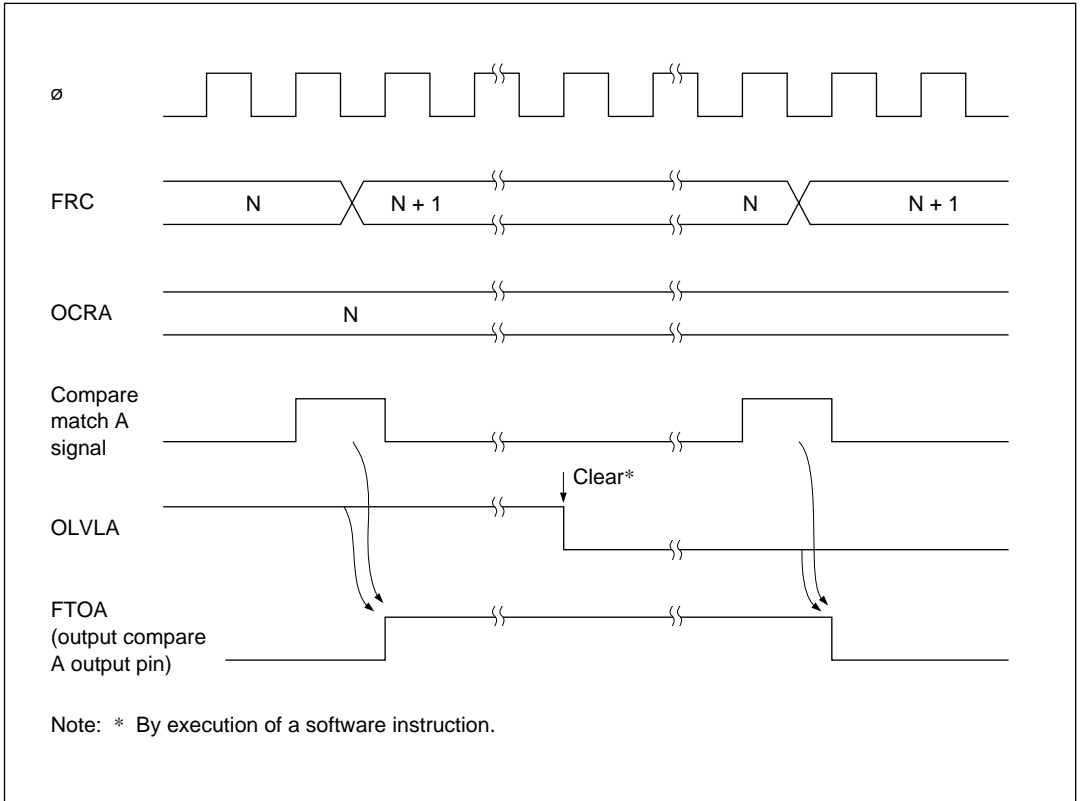 ø
FRC
N
N + 1
N
N + 1
OCRA
N
Compare
match A
signal
Clear*
OLVLA
FTOA
(output compare
A output pin)
Note: * By execution of a software instruction.